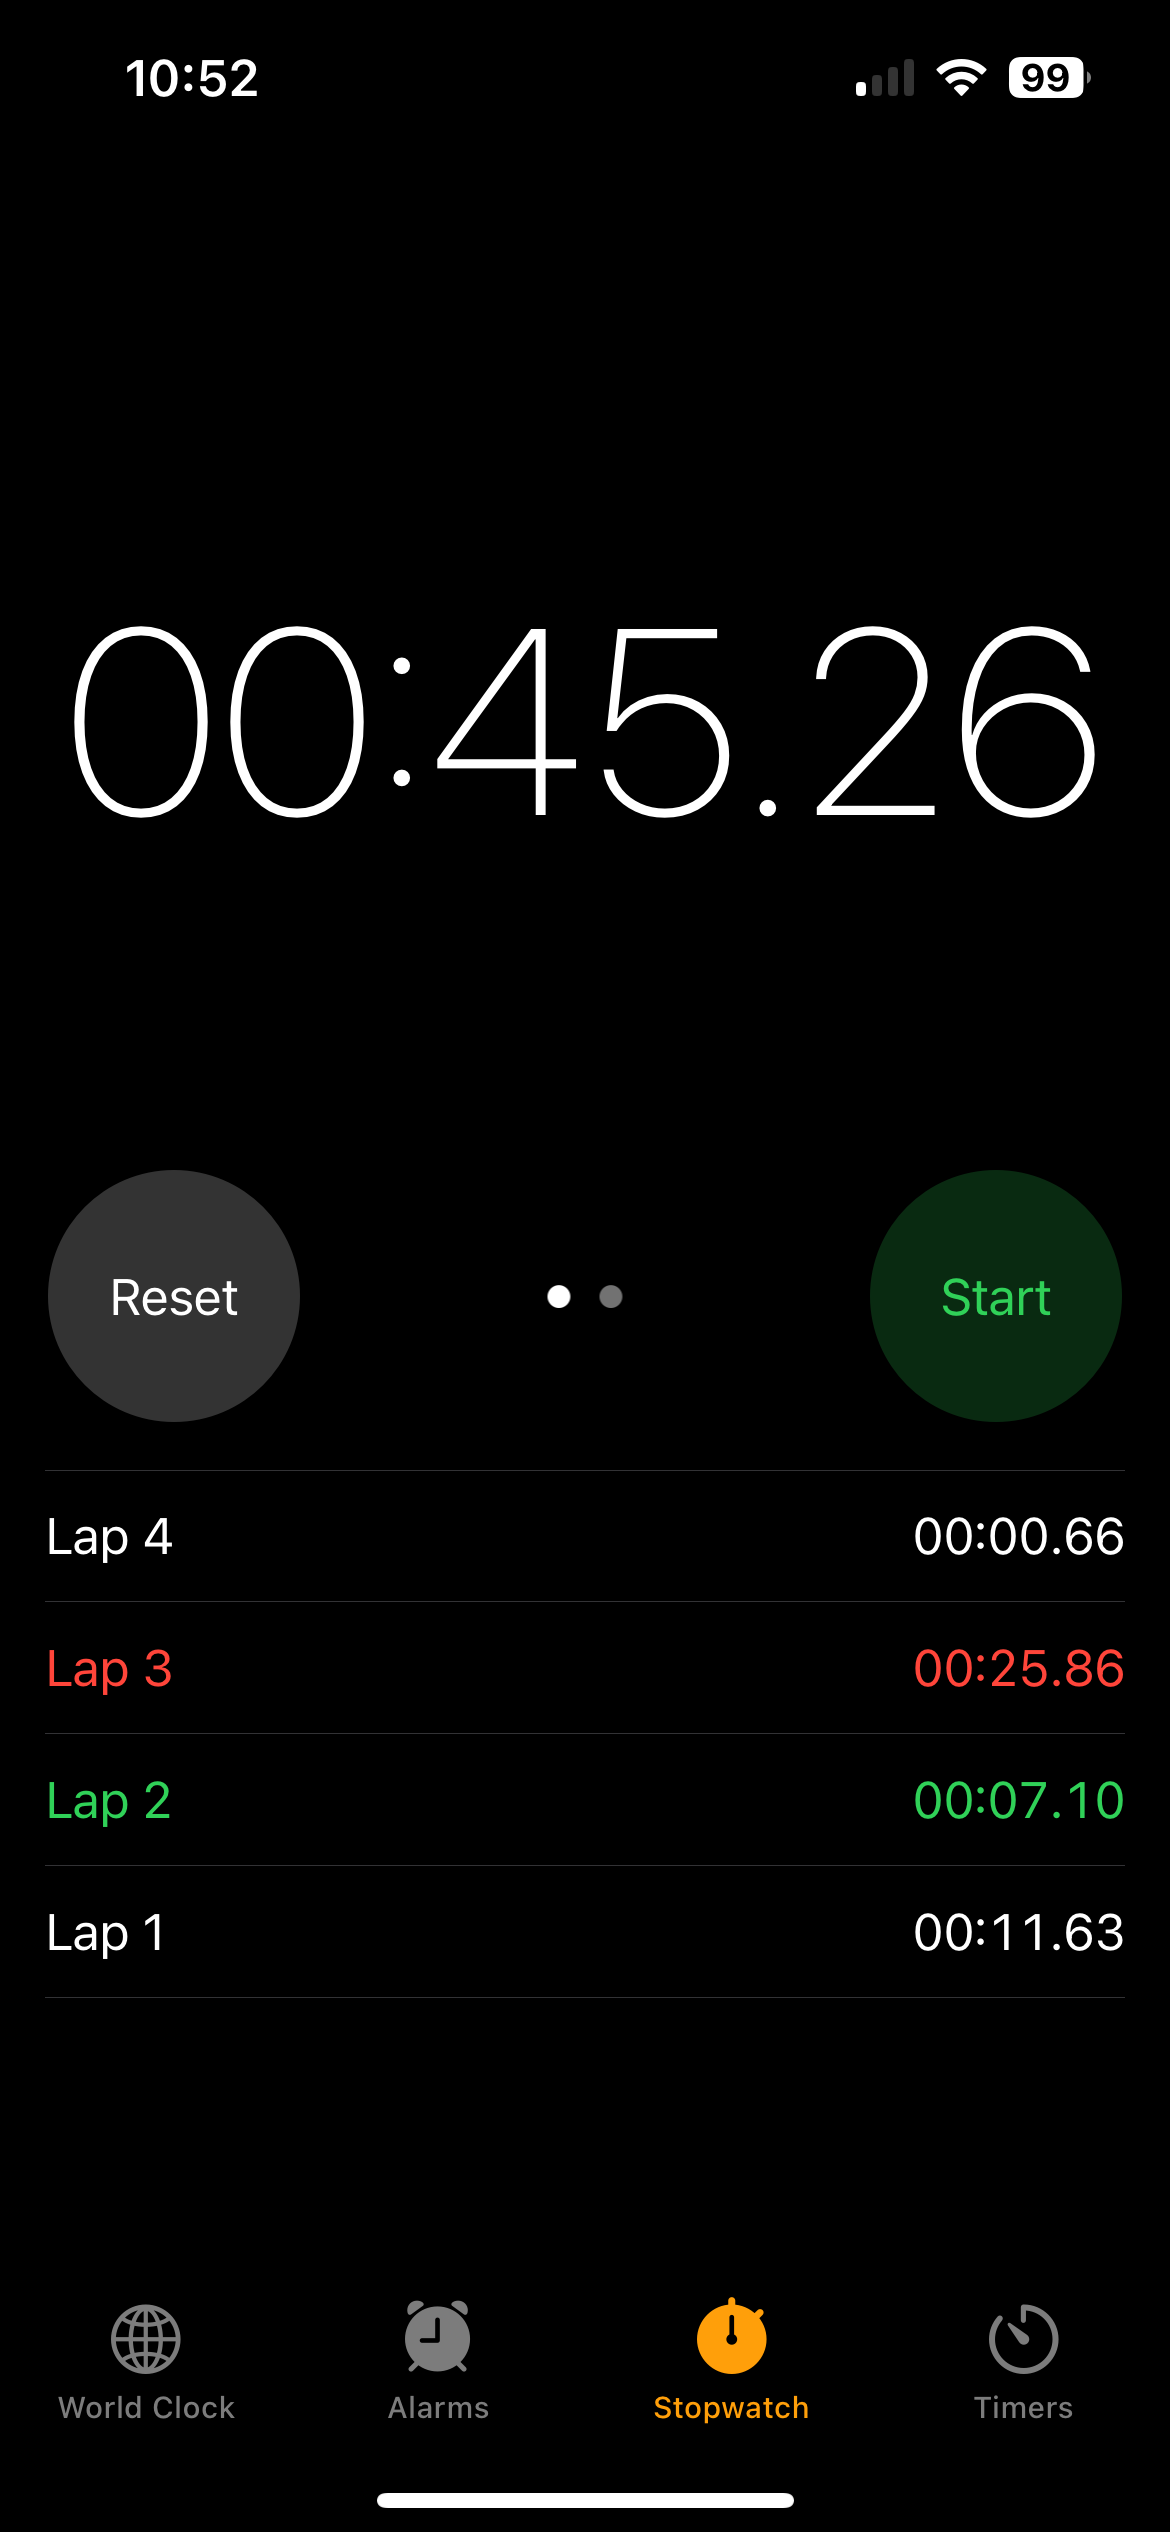 10:52 99
00:45.26
Reset Start
Lap 4 00:00.66
Lap 3 00:25.86
Lap 2 00:07.10
Lap 1 00:11.63
World Clock Alarms Stopwatch Timers